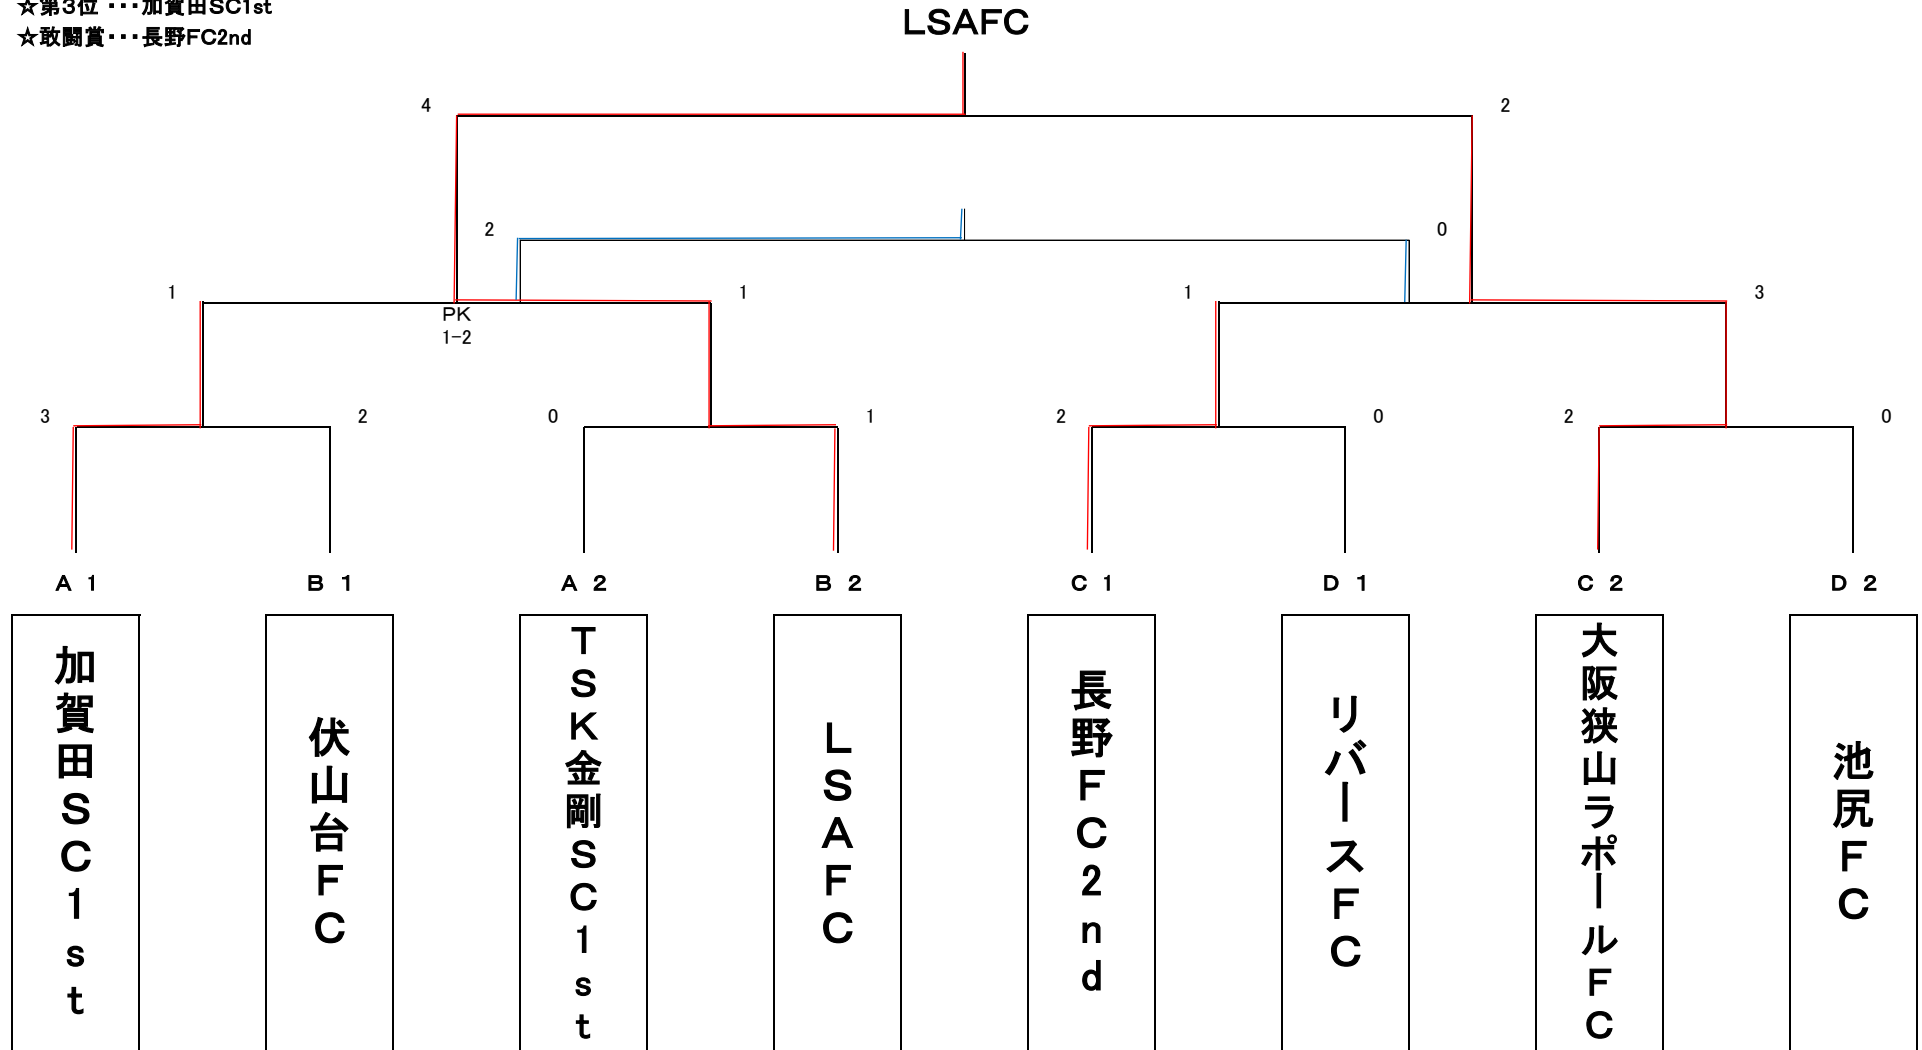 ☆第3位 ・・・加賀田SC1st
☆敢闘賞・・・長野FC2nd
LSAFC
4
2
2
0
1
1
1
3
PK
1-2
3
2
0
1
2
0
2
0
A 1
B 1
A 2
B 2
C 1
D 1
C 2
D 2
加賀田SC1st
伏山台FC
TSK金剛SC1st
LSAFC
長野FC2nd
リバースFC
大阪狭山ラポールFC
池尻FC